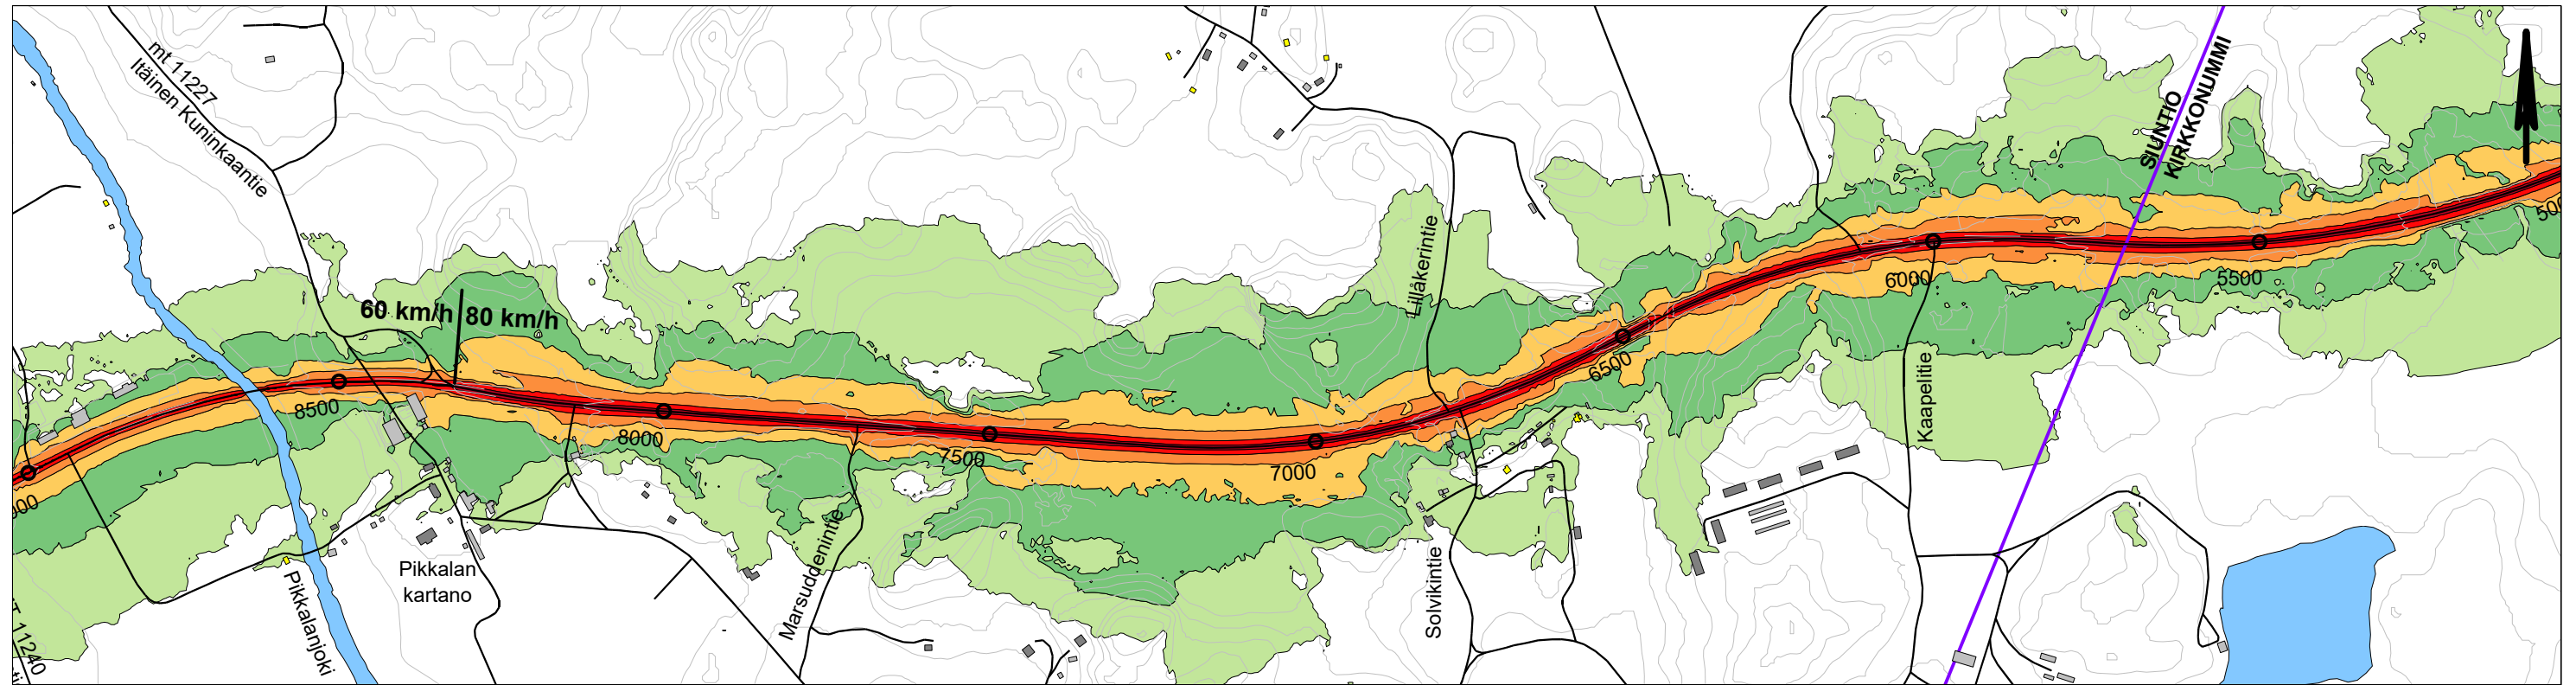 mt 11227
Itäinen Kuninkaantie
SIUNTIO
KIRKKONUMMI
60 km/h
80 km/h
Lillåkerintie
5500
6000
6500
7000
7500
8000
8500
Kaapelitie
Pikkalan
kartano
Pikkalanjoki
Marsuddenintie
Solvikintie
11240